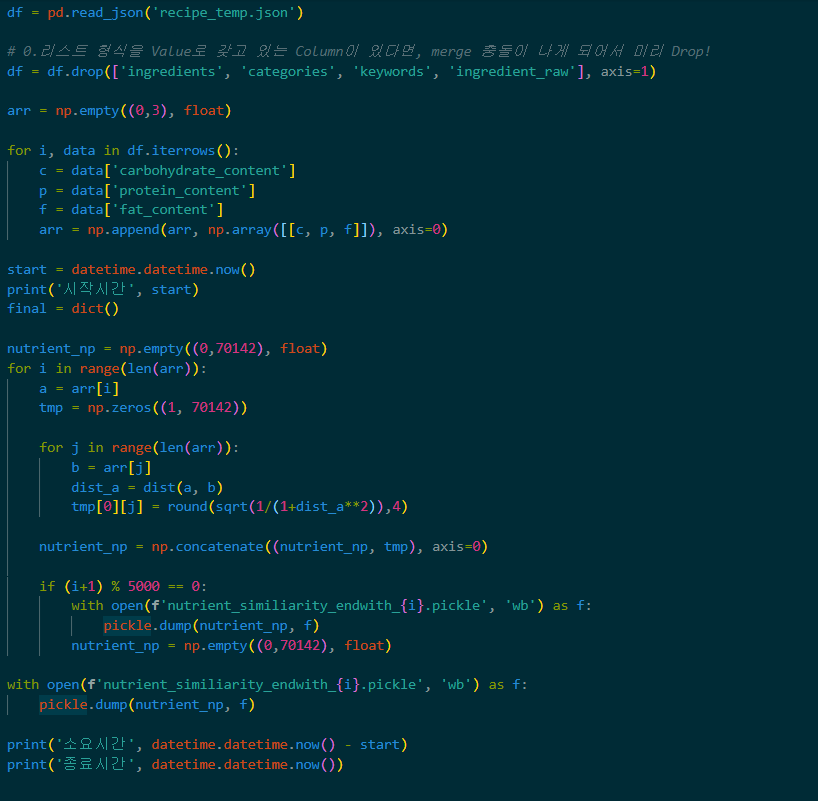 df = pd.read_json('recipe_temp.json')
# 0.리스트 형식을 Value로 갖고 있는 Column이 있다면, merge 충돌이 나게 되어서 미리 Drop!
df = df.drop(['ingredients', 'categories', 'keywords', 'ingredient_raw'], axis=1)
arr = np.empty((0,3), float)
for i, data in df.iterrows():
    c = data['carbohydrate_content']
    p = data['protein_content']
    f = data['fat_content']
    arr = np.append(arr, np.array([[c, p, f]]), axis=0)
start = datetime.datetime.now()
print('시작시간', start)
final = dict()
nutrient_np = np.empty((0,70142), float)
for i in range(len(arr)):
    a = arr[i]
    tmp = np.zeros((1, 70142))
    for j in range(len(arr)):
        b = arr[j]
        dist_a = dist(a, b)
        tmp[0][j] = round(sqrt(1/(1+dist_a**2)),4)
    nutrient_np = np.concatenate((nutrient_np, tmp), axis=0)
    if (i+1) % 5000 == 0:
        with open(f'nutrient_similiarity_endwith_{i}.pickle', 'wb') as f:
            pickle.dump(nutrient_np, f)
        nutrient_np = np.empty((0,70142), float)
with open(f'nutrient_similiarity_endwith_{i}.pickle', 'wb') as f:
    pickle.dump(nutrient_np, f)
print('소요시간', datetime.datetime.now() - start)
print('종료시간', datetime.datetime.now())